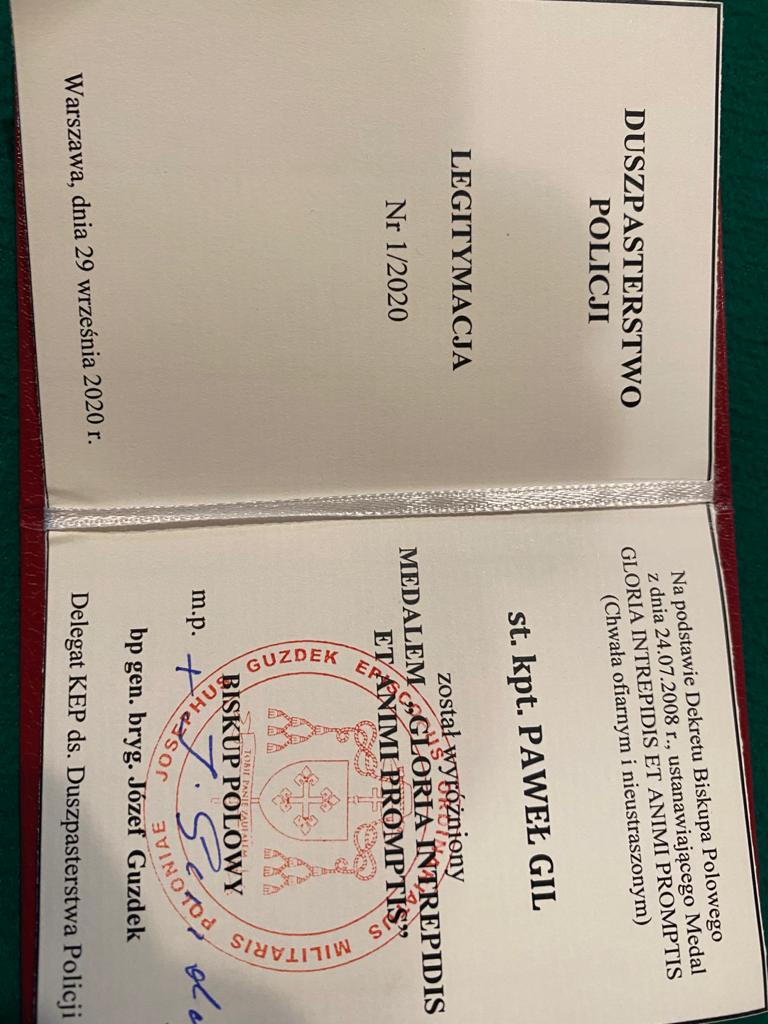 DUSZPASTERSTWO
POLICJI
LEGITYMACJA
Nr 1/2020
Warszawa, dnia 29 września 2020 r.
Na podstawie Dekretu Biskupa Polowego
z dnia 24.07.2008 r., ustanawiającego Medal
GLORIA INTREPIDIS ET ANIMI PROMPTIS
(Chwała ofiarnym i nieustraszonym)
st. kpt. PAWEŁ GIL
został wyróżniony
MEDALEM „GLORIA INTREPIDIS
ET ANIMI PROMPTIS”
BISKUP POLOWY
m.p.
bp gen. bryg. Józef Guzdek
Delegat KEP ds. Duszpasterstwa Policji
JOSEPHUS GUZDEK EPISCOPUS ORDINARIATUS MILITARIS POLONIAE